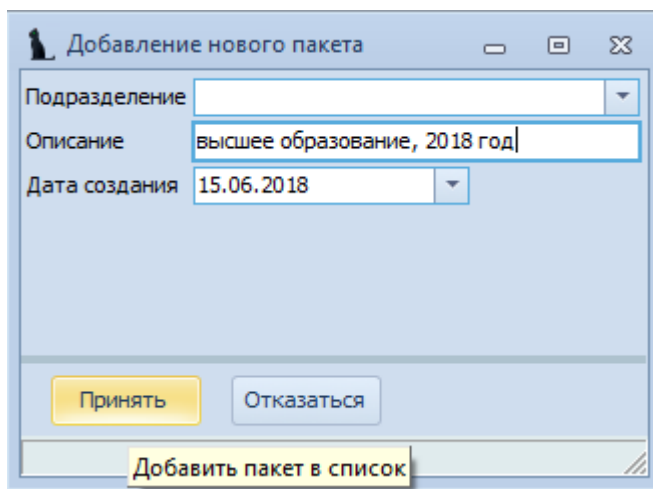 Добавление нового пакета
Подразделение
Описание высшее образование, 2018 год
Дата создания 15.06.2018
Принять Отказаться
Добавить пакет в список